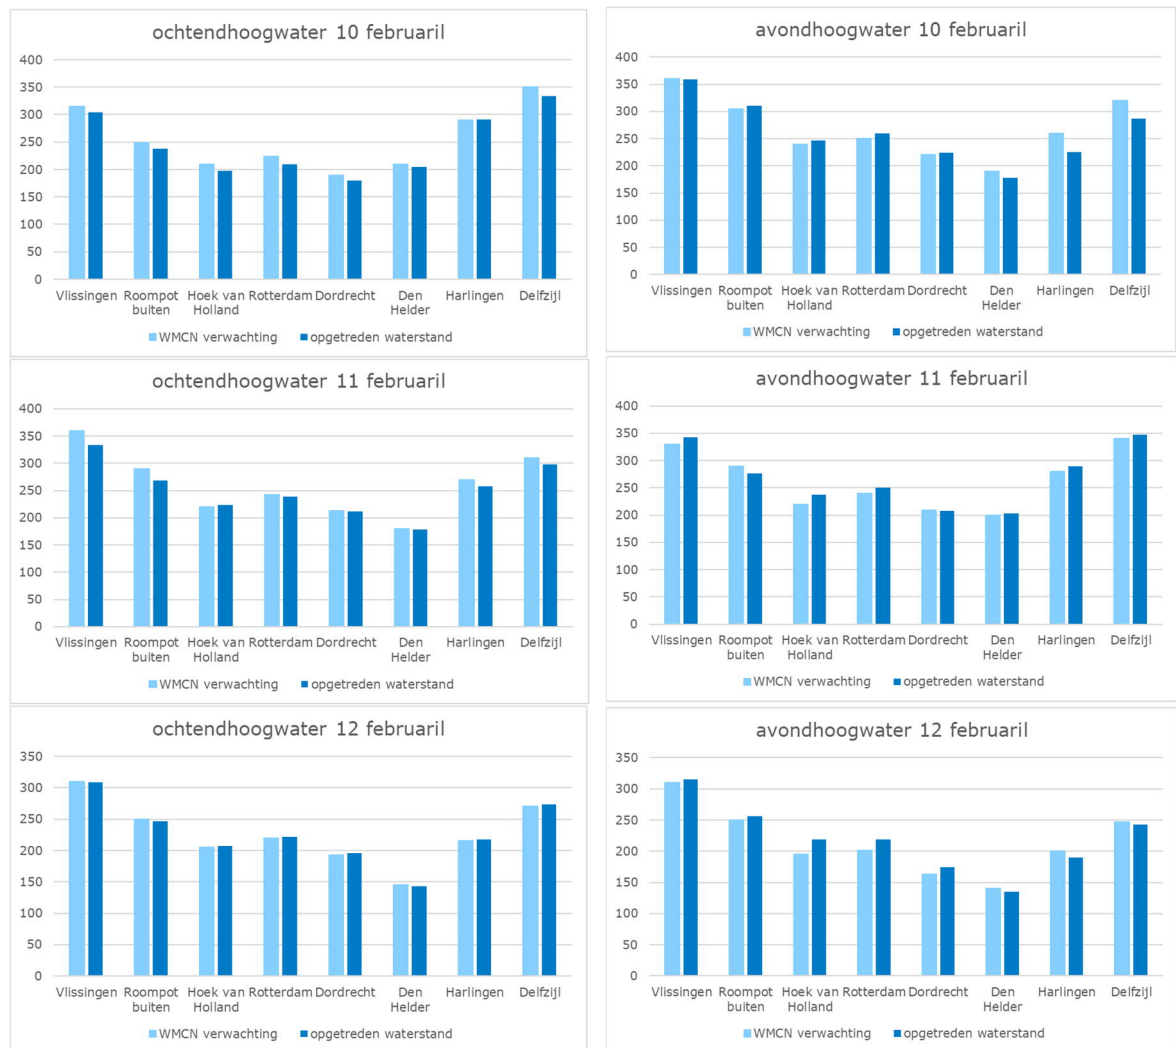 ochtendhoogwater 10 februaril
400
350
300
250
200
150
100
50
0
Vlissingen Roompot Hoek van Rotterdam Dordrecht Den Harlingen Delfzijl
buiten Holland Helder
WMCN verwachting opgetreden waterstand
avondhoogwater 10 februaril
400
350
300
250
200
150
100
50
0
Vlissingen Roompot Hoek van Rotterdam Dordrecht Den Harlingen Delfzijl
buiten Holland Helder
WMCN verwachting opgetreden waterstand
ochtendhoogwater 11 februaril
400
350
300
250
200
150
100
50
0
Vlissingen Roompot Hoek van Rotterdam Dordrecht Den Harlingen Delfzijl
buiten Holland Helder
WMCN verwachting opgetreden waterstand
avondhoogwater 11 februaril
400
350
300
250
200
150
100
50
0
Vlissingen Roompot Hoek van Rotterdam Dordrecht Den Harlingen Delfzijl
buiten Holland Helder
WMCN verwachting opgetreden waterstand
ochtendhoogwater 12 februaril
350
300
250
200
150
100
50
0
Vlissingen Roompot Hoek van Rotterdam Dordrecht Den Harlingen Delfzijl
buiten Holland Helder
WMCN verwachting opgetreden waterstand
avondhoogwater 12 februaril
350
300
250
200
150
100
50
0
Vlissingen Roompot Hoek van Rotterdam Dordrecht Den Harlingen Delfzijl
buiten Holland Helder
WMCN verwachting opgetreden waterstand